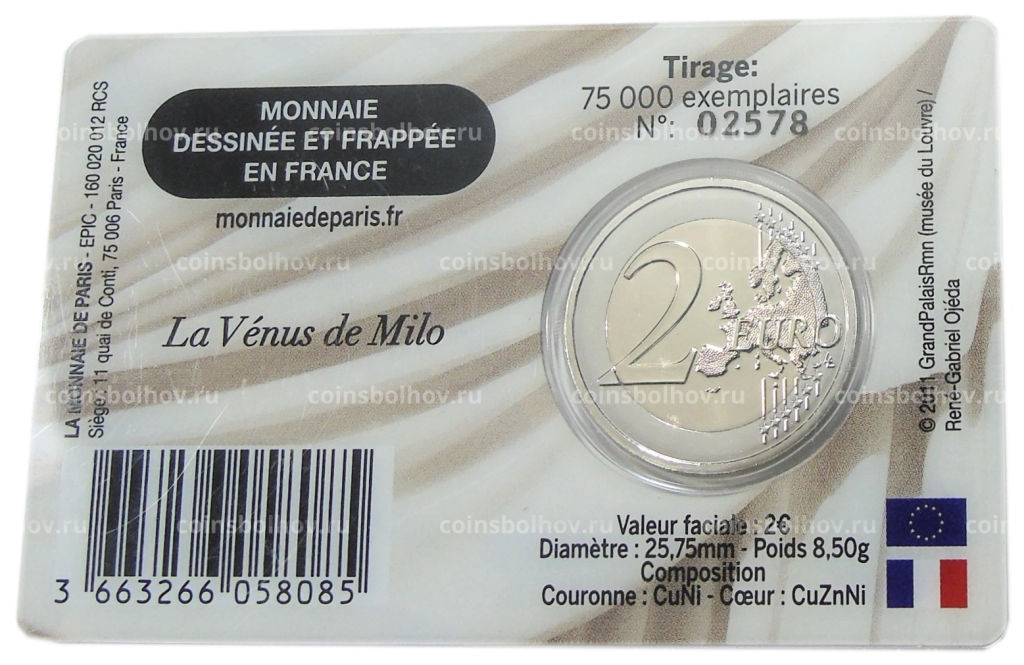 MONNAIE
DESSINÉE ET FRAPPÉE
EN FRANCE
monnaiedeparis.fr
Tirage:
75 000 exemplaires
N°: 02578
LA MONNAIE DE PARIS - EPIC - 160 020 012 RCS
Siège: 11 quai de Conti, 75 006 Paris - France
La Vénus de Milo
2 EURO
LL
© 2011 GrandPalaisRmn (musée du Louvre) /
René-Gabriel Ojéda
3 663266 058085
Valeur faciale : 2€
Diamètre : 25,75mm - Poids 8,50g
Composition
Couronne : CuNi - Cœur : CuZnNi
coinsbolhov.ru